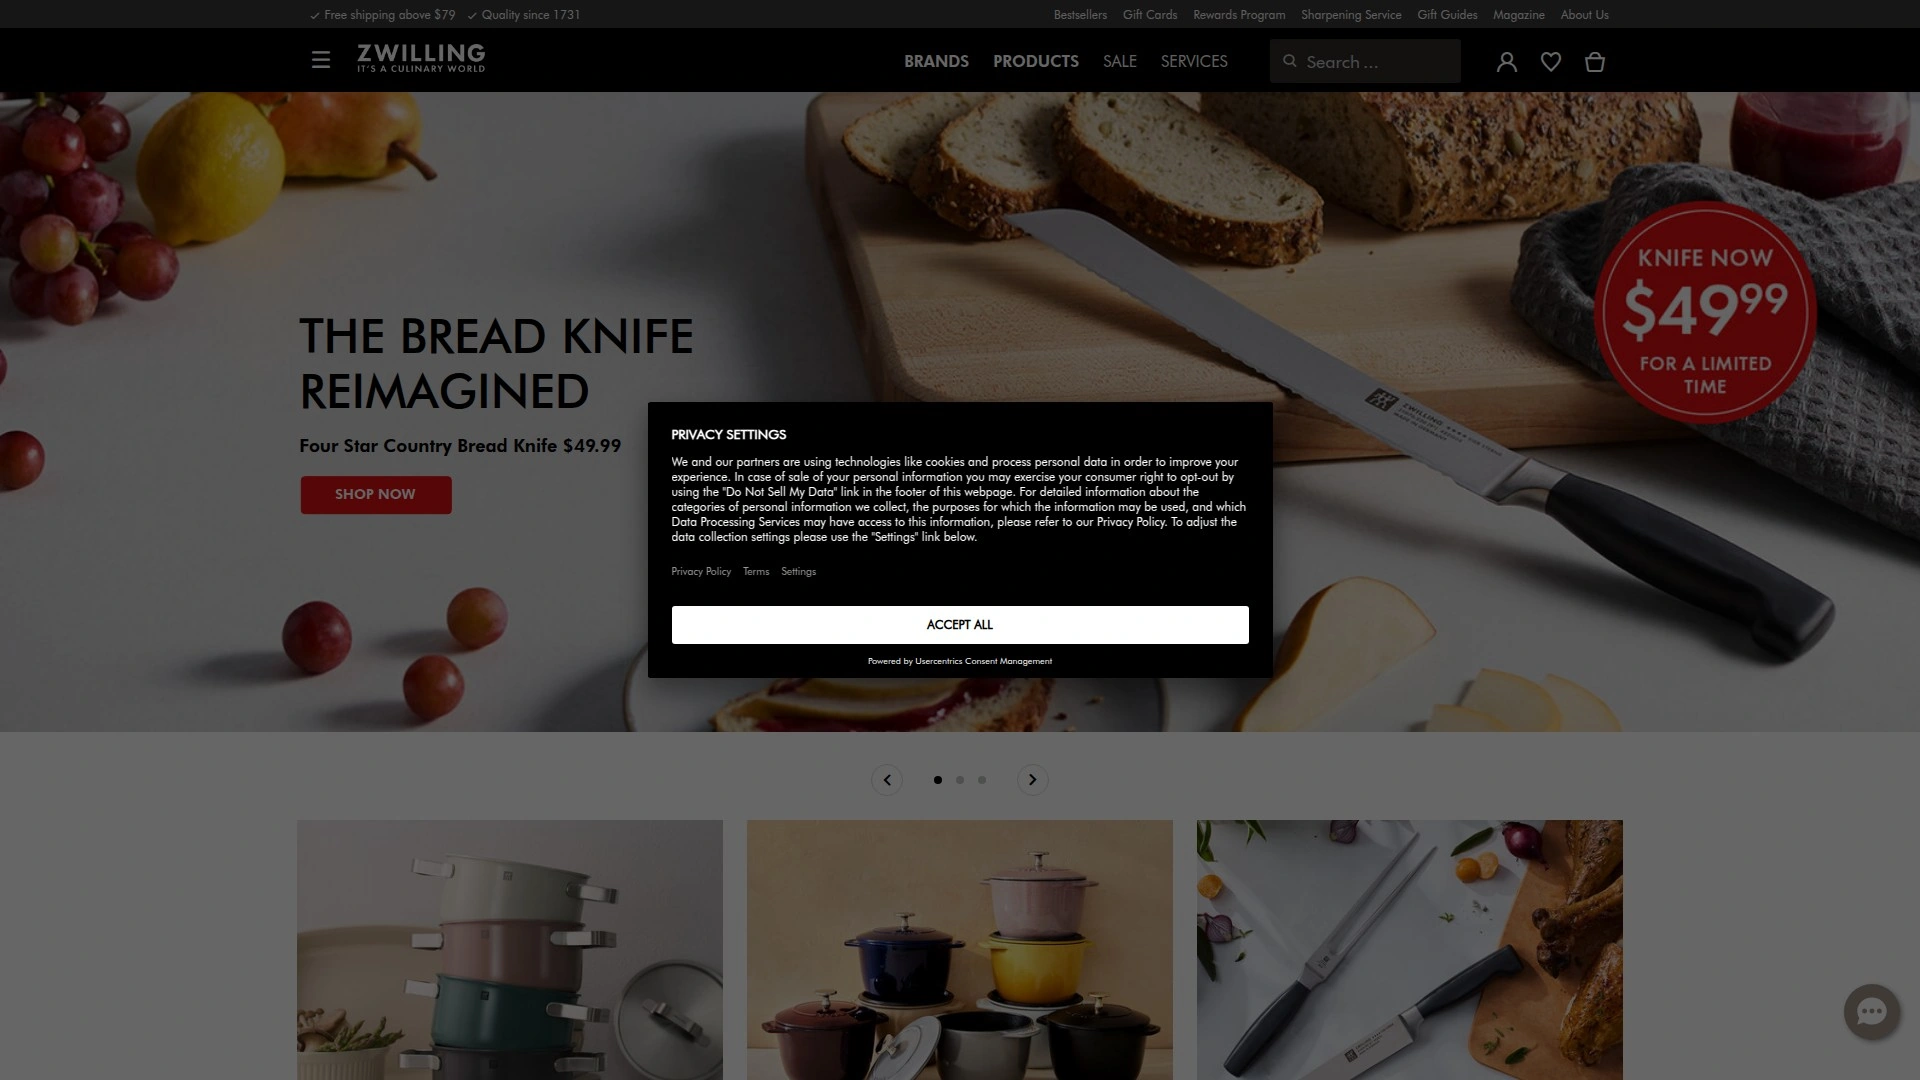 Free shipping above $79 Quality since 1731
Bestsellers Gift Cards Rewards Program Sharpening Service Gift Guides Magazine About Us
ZWILLING
IT'S A CULINARY WORLD
BRANDS PRODUCTS SALE SERVICES
Search ...
KNIFE NOW
$4999
FOR A LIMITED
TIME
THE BREAD KNIFE
REIMAGINED
Four Star Country Bread Knife $49.99
SHOP NOW
ZWILLING
PRIVACY SETTINGS
We and our partners are using technologies like cookies and process personal data in order to improve your
experience. In case of sale of your personal information you may exercise your consumer right to opt-out by
using the "Do Not Sell My Data" link in the footer of this webpage. For detailed information about the
categories of personal information we collect, the purposes for which the information may be used, and which
Data Processing Services may have access to this information, please refer to our Privacy Policy. To adjust the
data collection settings please use the "Settings" link below.
Privacy Policy Terms Settings
ACCEPT ALL
Powered by Usercentrics Consent Management